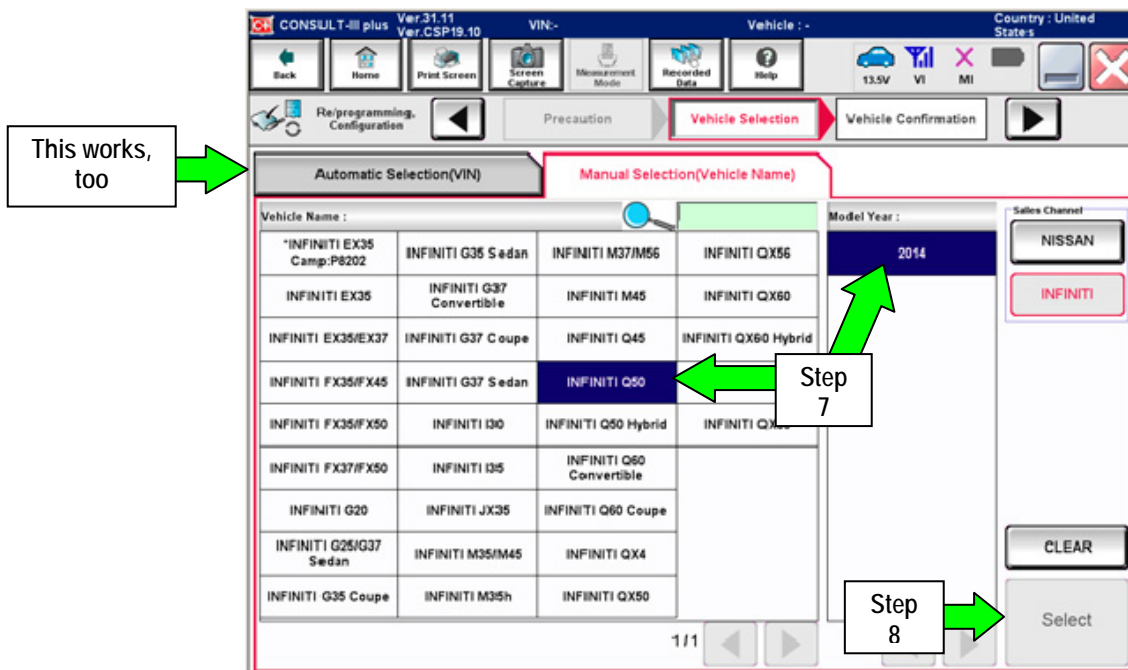 CONSULT-III plus Ver.31.11 VIN:- Vehicle : - Country : United
Ver.CSP19.10 States
Back Home Print Screen Screen Capture Measurement Mode Recorded Data Help 13.5V VI MI
Re/programming, Configuration Precaution Vehicle Selection Vehicle Confirmation
This works,
too
Automatic Selection(VIN) Manual Selection(Vehicle Name)
Vehicle Name : Model Year : Sales Channel
*INFINITI EX35 Camp:P8202 INFINITI G35 Sedan INFINITI M37/M56 INFINITI QX56 2014 NISSAN
INFINITI EX35 INFINITI G37 Convertible INFINITI M45 INFINITI QX60 INFINITI
INFINITI EX35/EX37 INFINITI G37 Coupe INFINITI Q45 INFINITI QX60 Hybrid
INFINITI FX35/FX45 INFINITI G37 Sedan INFINITI Q50
Step
7
INFINITI FX35/FX50 INFINITI I30 INFINITI Q50 Hybrid INFINITI
INFINITI FX37/FX50 INFINITI I35 INFINITI Q60 Convertible
INFINITI G20 INFINITI JX35 INFINITI Q60 Coupe
INFINITI G25/G37 Sedan INFINITI M35/M45 INFINITI QX4 CLEAR
INFINITI G35 Coupe INFINITI M35h INFINITI QX50
Step
8
Select
1/1